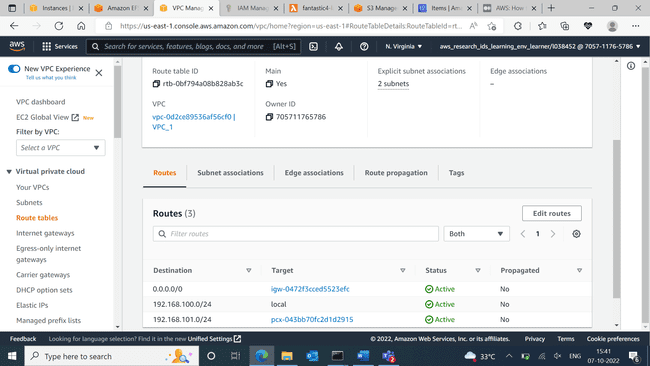 Instances |
Amazon E
VPC Manag
IAM Manag
fantastic4-l
S3 Manag
Items | Am
AWS: How
https://us-east-1.console.aws.amazon.com/vpc/home?region=us-east-1#RouteTableDetails:RouteTableId=rt...
aws
Services
Search for services, features, blogs, docs, and more
[Alt+S]
N. Virginia
aws_research_ids_learning_env_learner/l038452 @ 7057-1176-5786
New VPC Experience
Tell us what you think
VPC dashboard
EC2 Global View
New
Filter by VPC:
Select a VPC
Virtual private cloud
Your VPCs
Subnets
Route tables
Internet gateways
Egress-only internet
gateways
Carrier gateways
DHCP option sets
Elastic IPs
Managed prefix lists
Route table ID
rtb-0bf794a08b828ab3c
Main
Yes
Explicit subnet associations
2 subnets
Edge associations
–
VPC
vpc-0d2ce89536af56cf0 |
VPC_1
Owner ID
705711765786
Routes
Subnet associations
Edge associations
Route propagation
Tags
Routes (3)
Edit routes
Filter routes
Both
1
Destination Target Status Propagated
0.0.0.0/0 igw-0472f3cced5523efc Active No
192.168.100.0/24 local Active No
192.168.101.0/24 pcx-043bb70fc2d1d2915 Active No
Feedback
Looking for language selection? Find it in the new Unified Settings
© 2022, Amazon Web Services, Inc. or its affiliates.
Privacy
Terms
Cookie preferences
Type here to search
33°C
ENG
15:41
07-10-2022